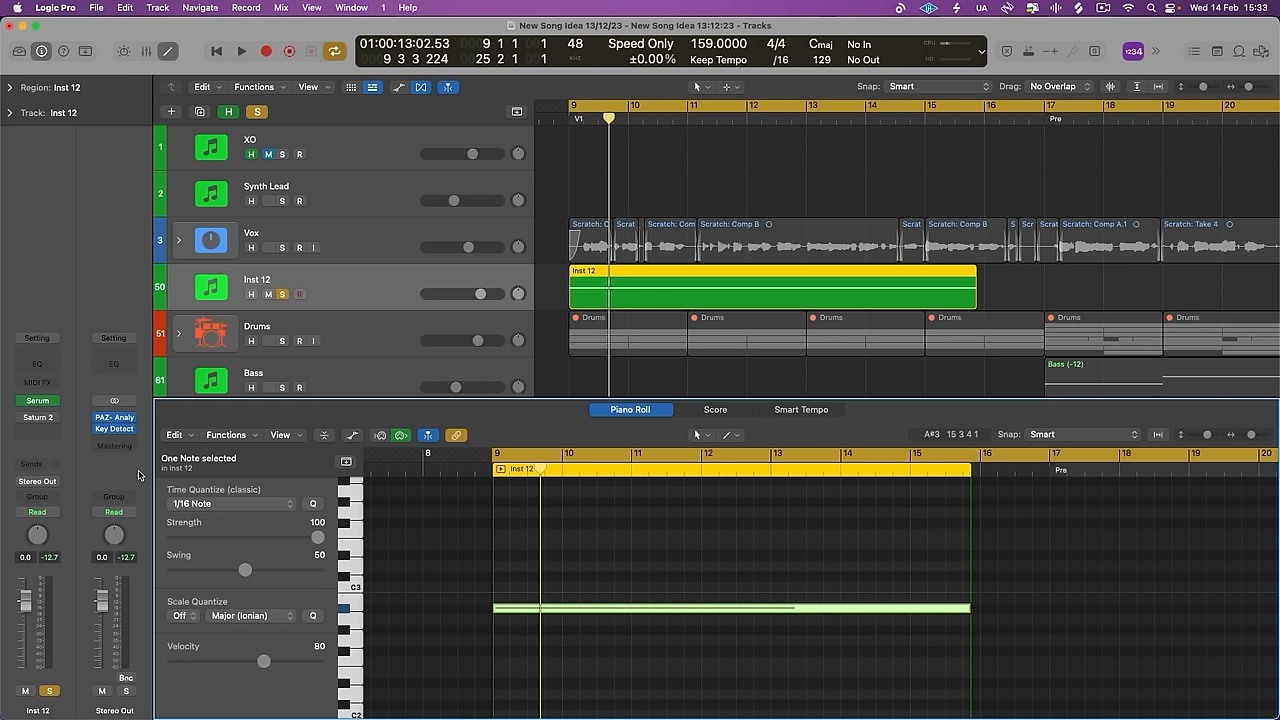 Logic Pro File Edit Track Navigate Record Mix View Window 1 Help UA Wed 14 Feb 15:33
New Song Idea 13/12/23 - New Song Idea 13:12:23 - Tracks
01:00:13:02.53 9 1 1 1 48 Speed Only 159.0000 4/4 Cmaj No In CPU
9 3 3 224 25 2 1 1 KHZ ±0.00% Keep Tempo /16 129 No Out HD
1234
Region: Inst 12
Track: Inst 12
Edit Functions View Snap: Smart Drag: No Overlap
H S
9 10 11 12 13 14 15 16 17 18 19 20
V1 Pre
1 XO
H M S R
2 Synth Lead
H S R
3 Vox
H S R I
Scratch: C Scrat Scratch: Com Scratch: Comp B Scrat Scratch: Comp B S Scr Scrat Scratch: Comp A.1 Scratch: Take 4
50 Inst 12
H M S R
Inst 12
51 Drums
H S R I
Drums Drums Drums Drums Drums Drums
61 Bass
H S R
Bass (-12)
Setting Setting
EQ EQ
MIDI FX
Serum
Saturn 2 PAZ- Analy
Key Detect
Mastering
Sends
Stereo Out
Group Group
Read Read
0.0 -12.7 0.0 -12.7
Bnc
M S M S
Inst 12 Stereo Out
Piano Roll Score Smart Tempo
Edit Functions View A#3 15 3 4 1 Snap: Smart
One Note selected
in Inst 12
8 9 10 11 12 13 14 15 16 17 18 19 20
Inst 12 Pre
Time Quantize (classic)
1/16 Note Q
Strength 100
Swing 50
Scale Quantize
Off Major (Ionian) Q
Velocity 80
C3
C2